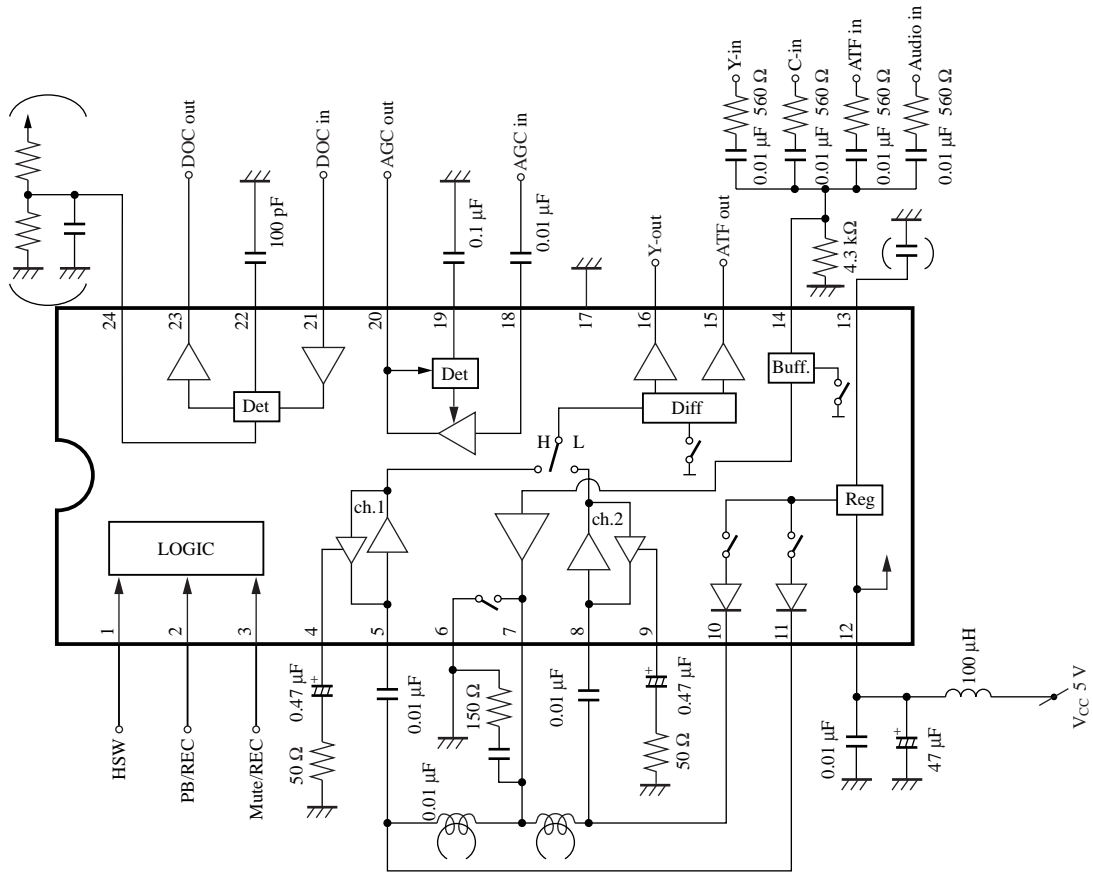 DOC out
DOC in
AGC out
AGC in
Y-out
ATF out
Y-in
C-in
ATF in
Audio in
100 pF
0.1 µF
0.01 µF
0.01 µF 560 Ω
0.01 µF 560 Ω
0.01 µF 560 Ω
0.01 µF 560 Ω
4.3 kΩ
24
23
22
21
20
19
18
17
16
15
14
13
Det
Det
Diff
Buff.
H L
ch.1
ch.2
Reg
LOGIC
1
2
3
4
5
6
7
8
9
10
11
12
HSW
PB/REC
Mute/REC
50 Ω
+
0.47 µF
0.01 µF
150 Ω
0.01 µF
0.01 µF
+
0.47 µF
50 Ω
0.01 µF
+
47 µF
100 µH
VCC 5 V